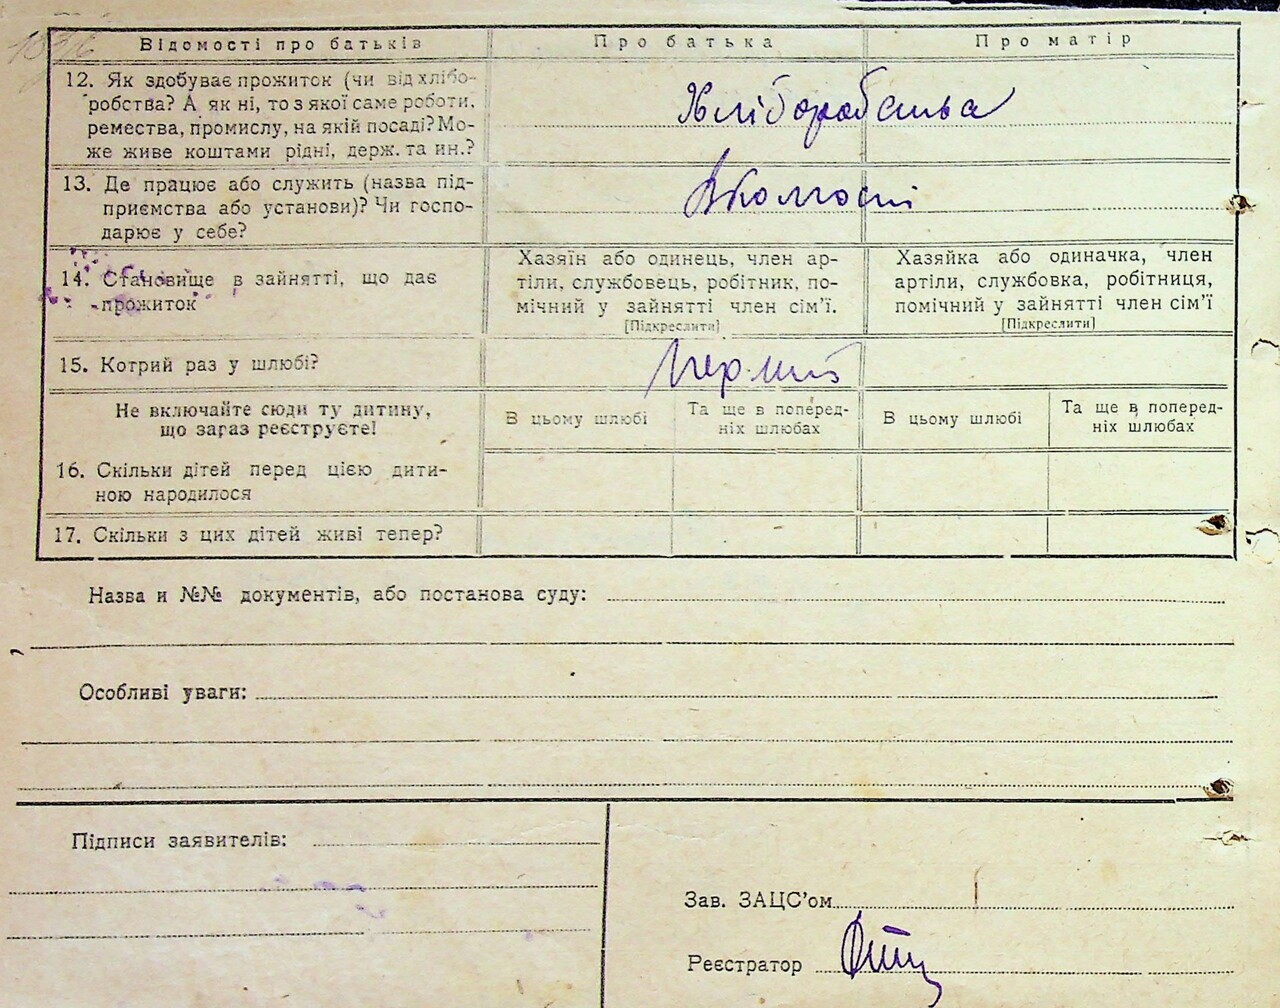 Відомості про батьків
Про батька
Про матір
12. Як здобуває прожиток (чи від хлібо-
робства? А як ні, то з якої саме роботи,
ремества, промислу, на якій посаді? Мо-
же живе коштами рідні, держ. та ин.?
Хліборобства
13. Де працює або служить (назва під-
приємства або установи)? Чи госпо-
дарює у себе?
В колгоспі
14. Становище в зайнятті, що дає
прожиток
Хазяїн або одинець, член ар-
тіли, службовець, робітник, по-
мічний у зайнятті член сім'ї.
[Підкреслити]
Хазяйка або одиначка, член
артіли, службовка, робітниця,
помічний у зайнятті член сім'ї
[Підкреслити]
15. Котрий раз у шлюбі?
Перший
Не включайте сюди ту дитину,
що зараз реєструєте!
В цьому шлюбі
Та ще в поперед-
ніх шлюбах
В цьому шлюбі
Та ще в поперед-
ніх шлюбах
16. Скільки дітей перед цією дити-
ною народилося
17. Скільки з цих дітей живі тепер?
Назва и №№ документів, або постанова суду:
Особливі уваги:
Підписи заявителів:
Зав. ЗАЦС'ом
Реєстратор